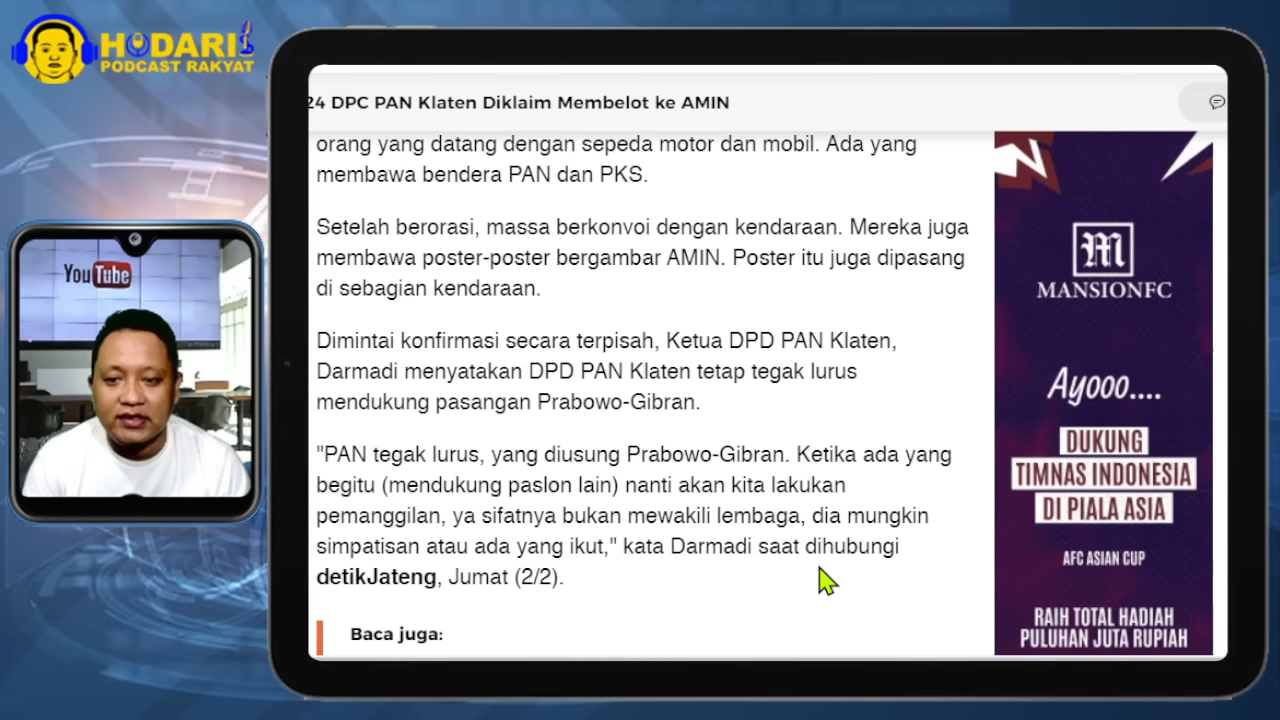 HODARI
PODCAST RAKYAT
24 DPC PAN Klaten Diklaim Membelot ke AMIN
orang yang datang dengan sepeda motor dan mobil. Ada yang
membawa bendera PAN dan PKS.
Setelah berorasi, massa berkonvoi dengan kendaraan. Mereka juga
membawa poster-poster bergambar AMIN. Poster itu juga dipasang
di sebagian kendaraan.
Dimintai konfirmasi secara terpisah, Ketua DPD PAN Klaten,
Darmadi menyatakan DPD PAN Klaten tetap tegak lurus
mendukung pasangan Prabowo-Gibran.
"PAN tegak lurus, yang diusung Prabowo-Gibran. Ketika ada yang
begitu (mendukung paslon lain) nanti akan kita lakukan
pemanggilan, ya sifatnya bukan mewakili lembaga, dia mungkin
simpatisan atau ada yang ikut," kata Darmadi saat dihubungi
detikJateng, Jumat (2/2).
Baca juga:
M
MANSIONFC
Ayooo....
DUKUNG
TIMNAS INDONESIA
DI PIALA ASIA
AFC ASIAN CUP
RAIH TOTAL HADIAH
PULUHAN JUTA RUPIAH
YouTube